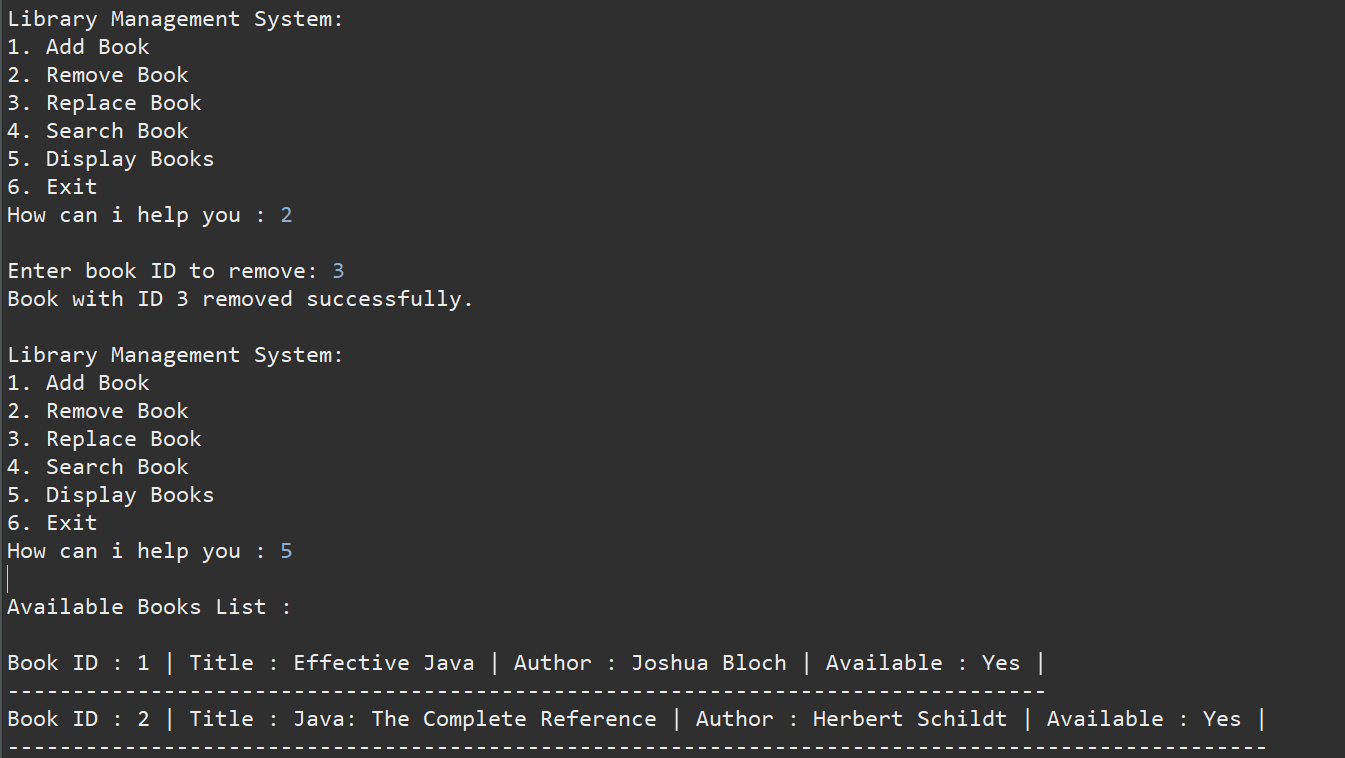 Library Management System:
1. Add Book
2. Remove Book
3. Replace Book
4. Search Book
5. Display Books
6. Exit
How can i help you : 2
Enter book ID to remove: 3
Book with ID 3 removed successfully.
Library Management System:
1. Add Book
2. Remove Book
3. Replace Book
4. Search Book
5. Display Books
6. Exit
How can i help you : 5
Available Books List :
Book ID : 1 | Title : Effective Java | Author : Joshua Bloch | Available : Yes |
--------------------------------------------------------------------------------
Book ID : 2 | Title : Java: The Complete Reference | Author : Herbert Schildt | Available : Yes |
-------------------------------------------------------------------------------------------------